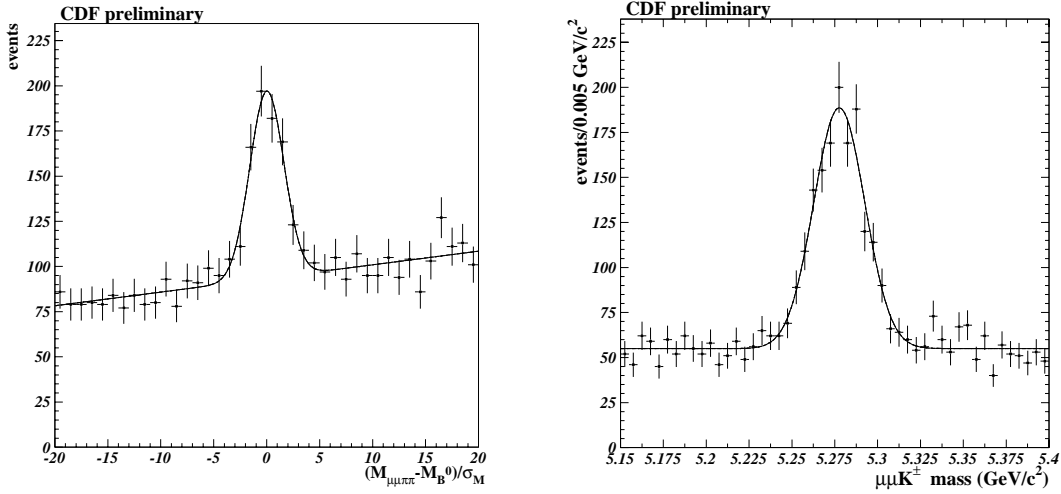 CDF preliminary
events
225
200
175
150
125
100
75
50
25
0
-20 -15 -10 -5 0 5 10 15 20
(M_μμππ-M_B⁰)/σ_M
CDF preliminary
events/0.005 GeV/c²
225
200
175
150
125
100
75
50
25
0
5.15 5.175 5.2 5.225 5.25 5.275 5.3 5.325 5.35 5.375 5.4
μμK± mass (GeV/c²)